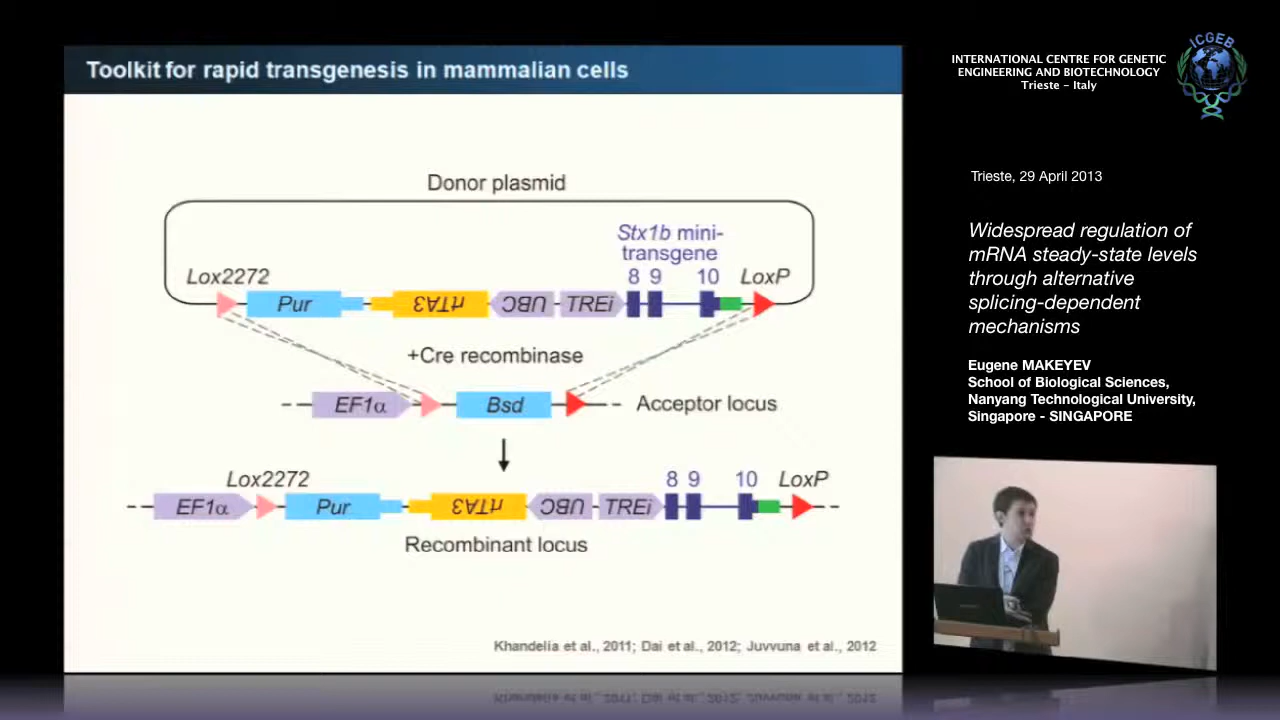 Toolkit for rapid transgenesis in mammalian cells
Donor plasmid
Stx1b mini-
transgene
Lox2272
8 9 10
LoxP
Pur rtTA3 UBC TREi
+Cre recombinase
EF1α Bsd Acceptor locus
Lox2272
8 9 10
LoxP
EF1α Pur rtTA3 UBC TREi
Recombinant locus
Khandelia et al., 2011; Dai et al., 2012; Juvvuna et al., 2012
INTERNATIONAL CENTRE FOR GENETIC
ENGINEERING AND BIOTECHNOLOGY
Trieste - Italy
ICGEB
Trieste, 29 April 2013
Widespread regulation of
mRNA steady-state levels
through alternative
splicing-dependent
mechanisms
Eugene MAKEYEV
School of Biological Sciences,
Nanyang Technological University,
Singapore - SINGAPORE